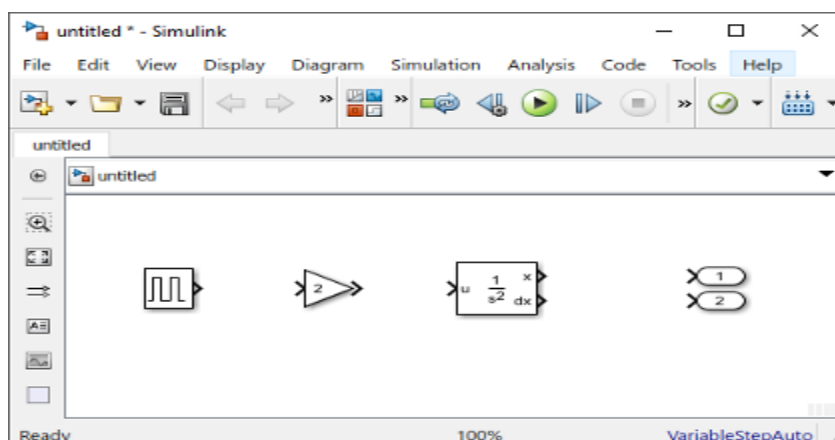 untitled * - Simulink
File Edit View Display Diagram Simulation Analysis Code Tools Help
untitled
untitled
2
u 1/s² x dx
1
2
Ready 100% VariableStepAuto